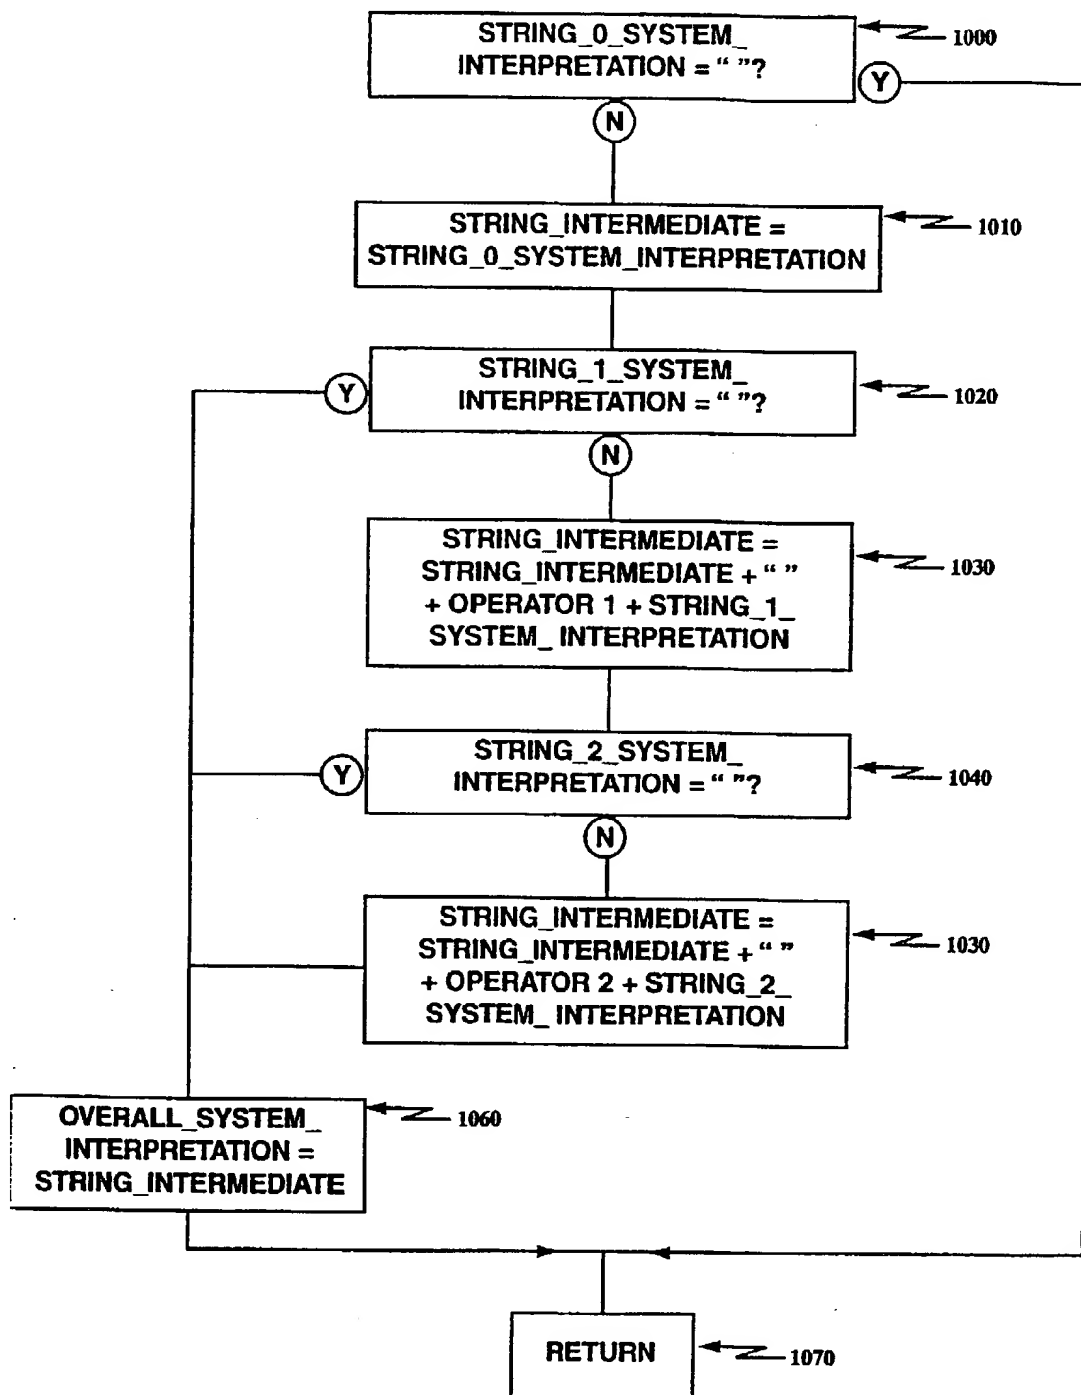 STRING_0_SYSTEM_
INTERPRETATION = “ ”?
1000
Y
N
STRING_INTERMEDIATE =
STRING_0_SYSTEM_INTERPRETATION
1010
STRING_1_SYSTEM_
INTERPRETATION = “ ”?
1020
Y
N
STRING_INTERMEDIATE =
STRING_INTERMEDIATE + “ ”
+ OPERATOR 1 + STRING_1_
SYSTEM_ INTERPRETATION
1030
STRING_2_SYSTEM_
INTERPRETATION = “ ”?
1040
Y
N
STRING_INTERMEDIATE =
STRING_INTERMEDIATE + “ ”
+ OPERATOR 2 + STRING_2_
SYSTEM_ INTERPRETATION
1030
OVERALL_SYSTEM_
INTERPRETATION =
STRING_INTERMEDIATE
1060
RETURN
1070